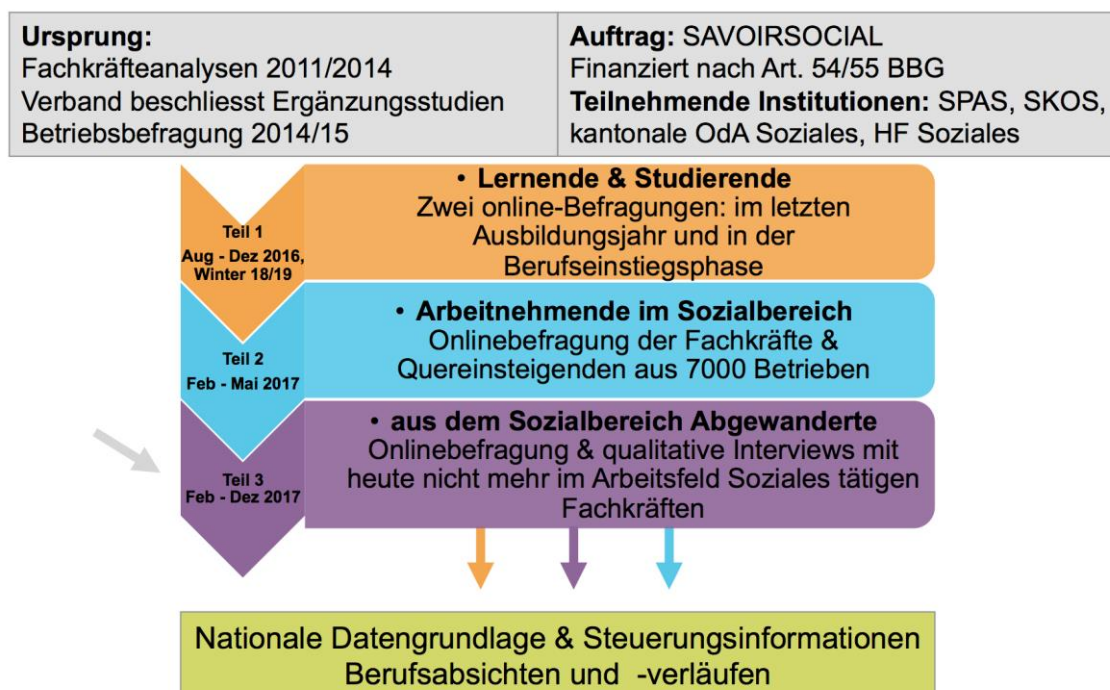 Ursprung:
Fachkräfteanalysen 2011/2014
Verband beschliesst Ergänzungsstudien
Betriebsbefragung 2014/15
Auftrag: SAVOIRSOCIAL
Finanziert nach Art. 54/55 BBG
Teilnehmende Institutionen: SPAS, SKOS,
kantonale OdA Soziales, HF Soziales
Teil 1
Aug - Dez 2016,
Winter 18/19
• Lernende & Studierende
Zwei online-Befragungen: im letzten
Ausbildungsjahr und in der
Berufseinstiegsphase
Teil 2
Feb - Mai 2017
• Arbeitnehmende im Sozialbereich
Onlinebefragung der Fachkräfte &
Quereinsteigenden aus 7000 Betrieben
Teil 3
Feb - Dez 2017
• aus dem Sozialbereich Abgewanderte
Onlinebefragung & qualitative Interviews mit
heute nicht mehr im Arbeitsfeld Soziales tätigen
Fachkräften
Nationale Datengrundlage & Steuerungsinformationen
Berufsabsichten und -verläufen